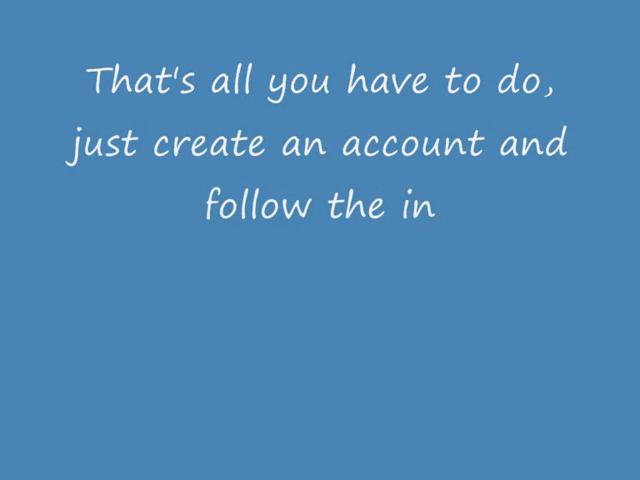 That's all you have to do,
just create an account and
follow the in